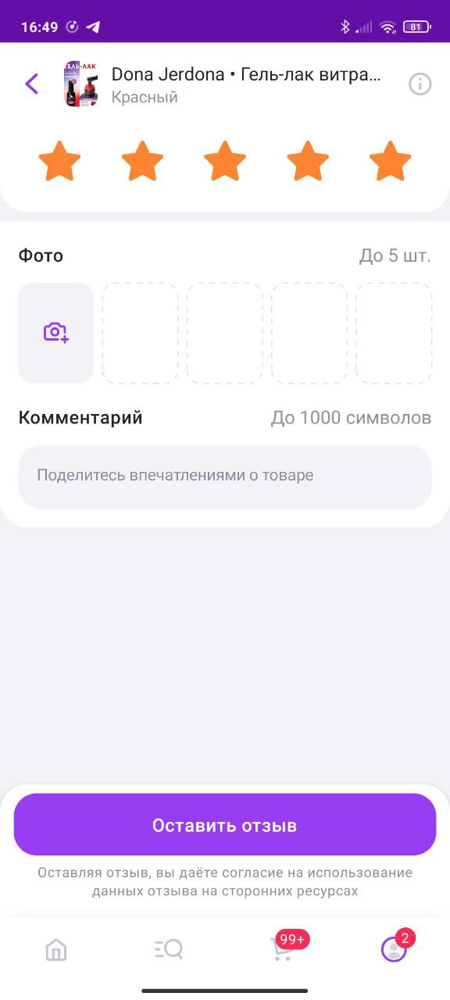 16:49
81
ГЕЛЬ-ЛАК
Dona Jerdona • Гель-лак витра...
Красный
Фото
До 5 шт.
Комментарий
До 1000 символов
Поделитесь впечатлениями о товаре
Оставить отзыв
Оставляя отзыв, вы даёте согласие на использование
данных отзыва на сторонних ресурсах
99+
2